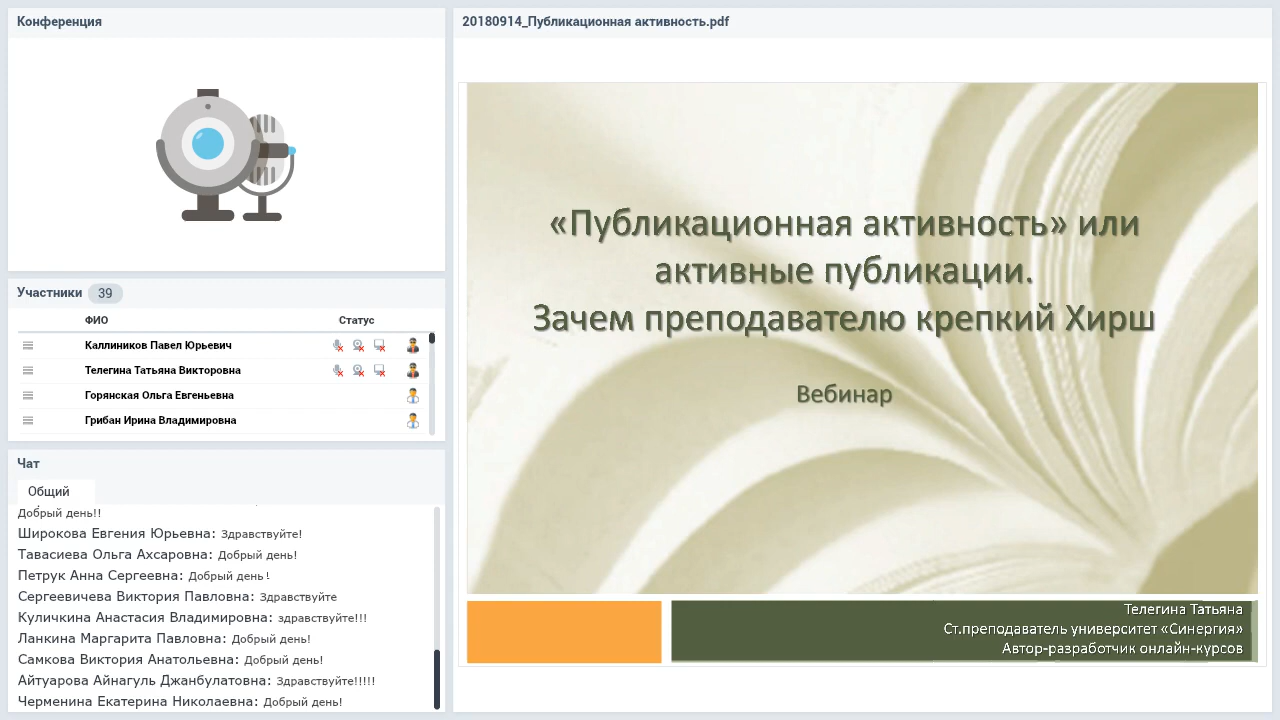 Конференция
Участники 39
ФИО Статус
Каллиников Павел Юрьевич
Телегина Татьяна Викторовна
Горянская Ольга Евгеньевна
Грибан Ирина Владимировна
Чат
Общий
Добрый день!!
Широкова Евгения Юрьевна: Здравствуйте!
Тавасиева Ольга Ахсаровна: Добрый день!
Петрук Анна Сергеевна: Добрый день!
Сергеевичева Виктория Павловна: Здравствуйте
Куличкина Анастасия Владимировна: здравствуйте!!!
Ланкина Маргарита Павловна: Добрый день!
Самкова Виктория Анатольевна: Добрый день!
Айтуарова Айнагуль Джанбулатовна: Здравствуйте!!!!!
Черменина Екатерина Николаевна: Добрый день!
20180914_Публикационная активность.pdf
«Публикационная активность» или
активные публикации.
Зачем преподавателю крепкий Хирш
Вебинар
Телегина Татьяна
Ст.преподаватель университет «Синергия»
Автор-разработчик онлайн-курсов